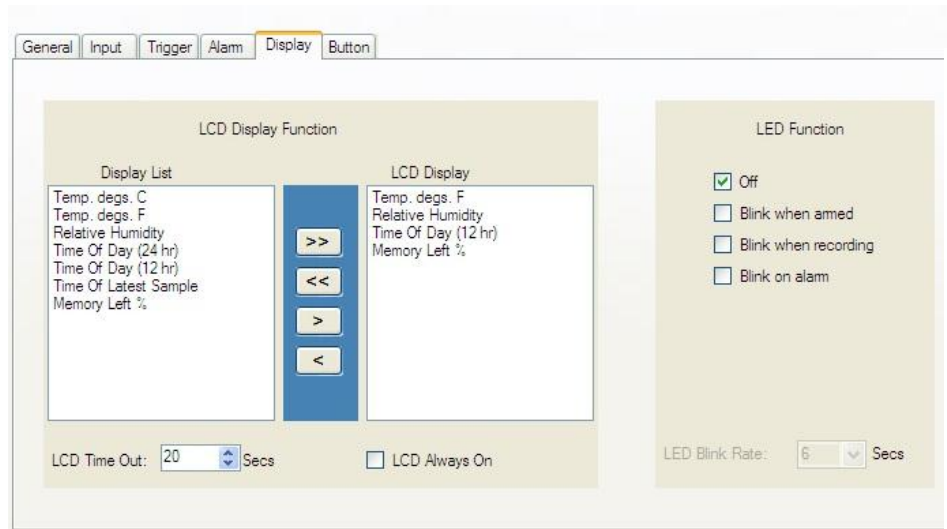 General Input Trigger Alarm Display Button
LCD Display Function
Display List
Temp. degs. C
Temp. degs. F
Relative Humidity
Time Of Day (24 hr)
Time Of Day (12 hr)
Time Of Latest Sample
Memory Left %
>>
<<
>
<
LCD Display
Temp. degs. F
Relative Humidity
Time Of Day (12 hr)
Memory Left %
LCD Time Out: 20 Secs
LCD Always On
LED Function
Off
Blink when armed
Blink when recording
Blink on alarm
LED Blink Rate: 6 Secs